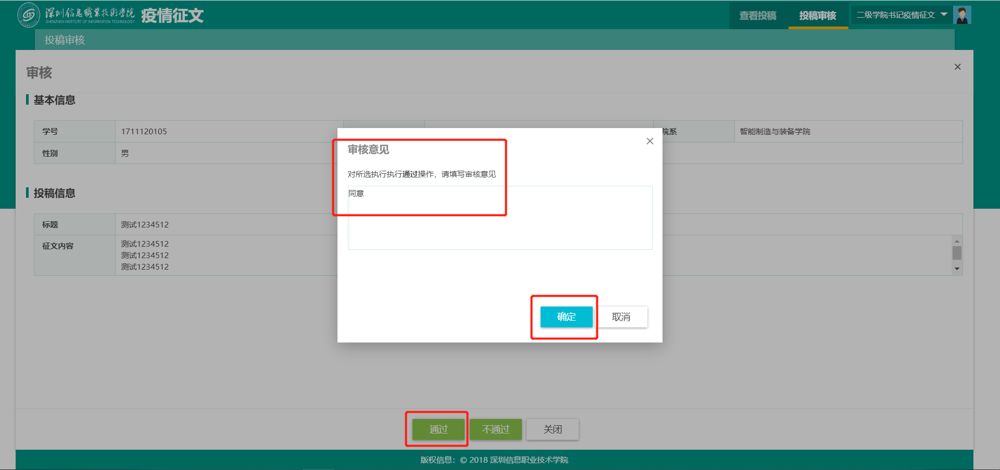 深圳信息職業技術學院
SHENZHEN INSTITUTE OF INFORMATION TECHNOLOGY
疫情征文
查看投稿
投稿审核
二级学院书记疫情征文
投稿审核
审核
基本信息
学号
1711120105
院系
智能制造与装备学院
性别
男
审核意见
对所选执行执行通过操作，请填写审核意见
同意
确定
取消
投稿信息
标题
测试1234512
征文内容
测试1234512
测试1234512
测试1234512
通过
不通过
关闭
版权信息：© 2018 深圳信息职业技术学院